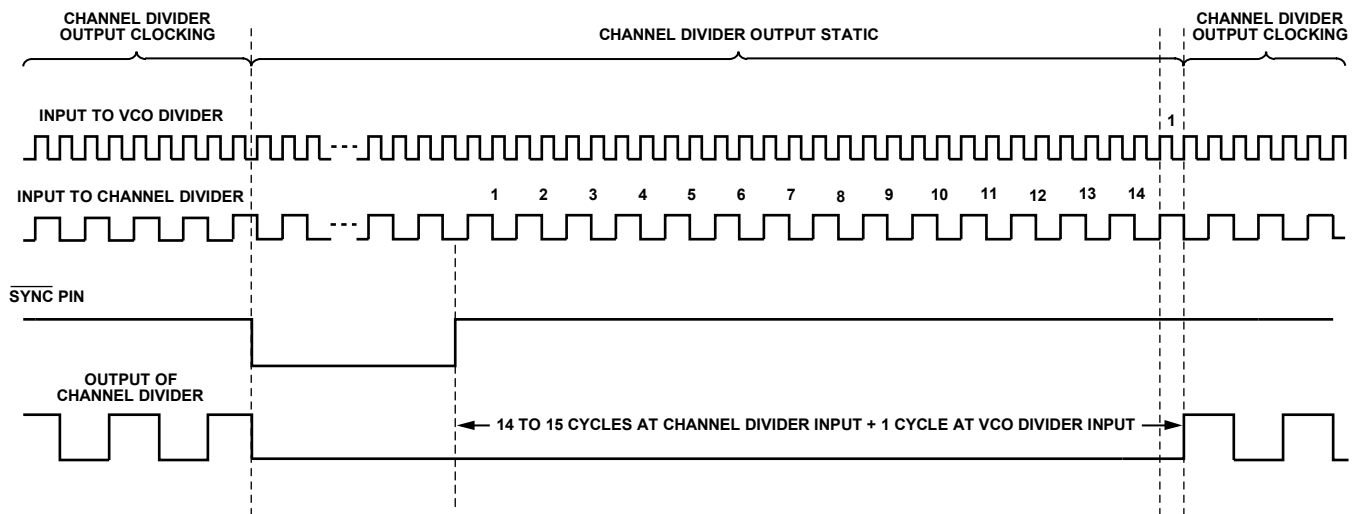 CHANNEL DIVIDER
OUTPUT CLOCKING
CHANNEL DIVIDER OUTPUT STATIC
CHANNEL DIVIDER
OUTPUT CLOCKING
INPUT TO VCO DIVIDER
1
INPUT TO CHANNEL DIVIDER
1 2 3 4 5 6 7 8 9 10 11 12 13 14
SYNC PIN
OUTPUT OF
CHANNEL DIVIDER
14 TO 15 CYCLES AT CHANNEL DIVIDER INPUT + 1 CYCLE AT VCO DIVIDER INPUT